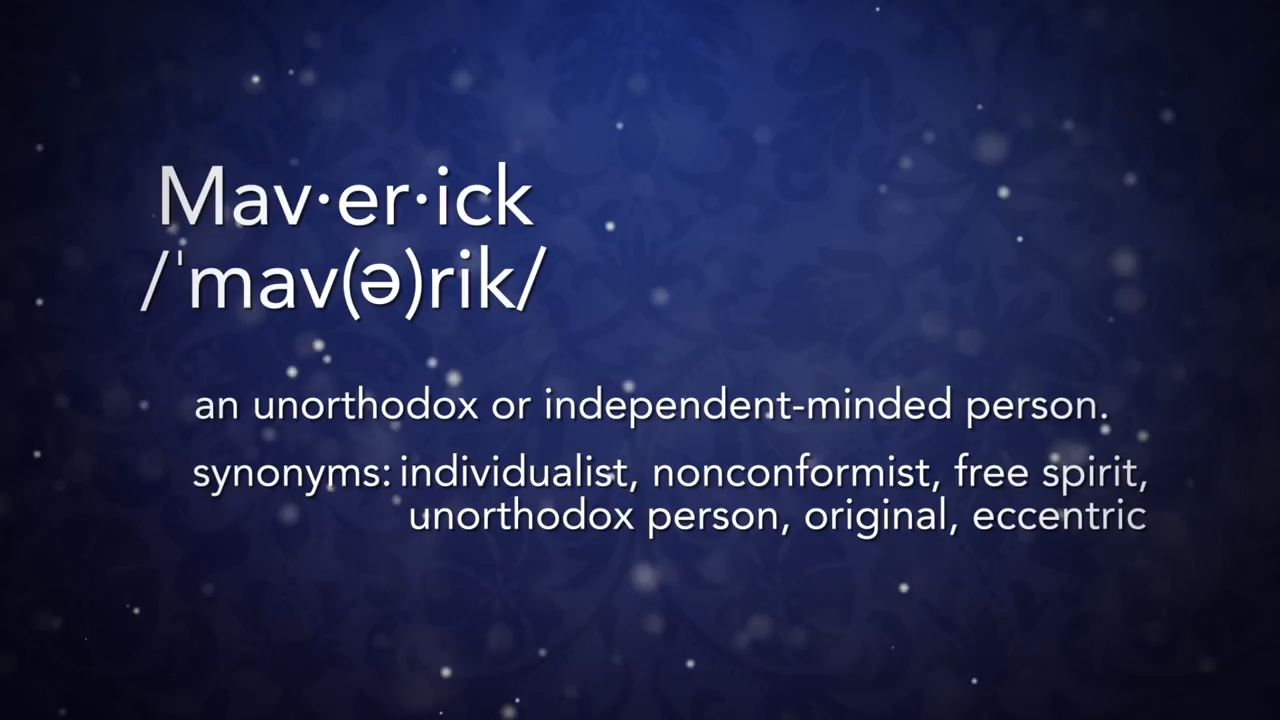 Mav·er·ick
/ˈmav(ə)rik/
an unorthodox or independent-minded person.
synonyms: individualist, nonconformist, free spirit,
unorthodox person, original, eccentric